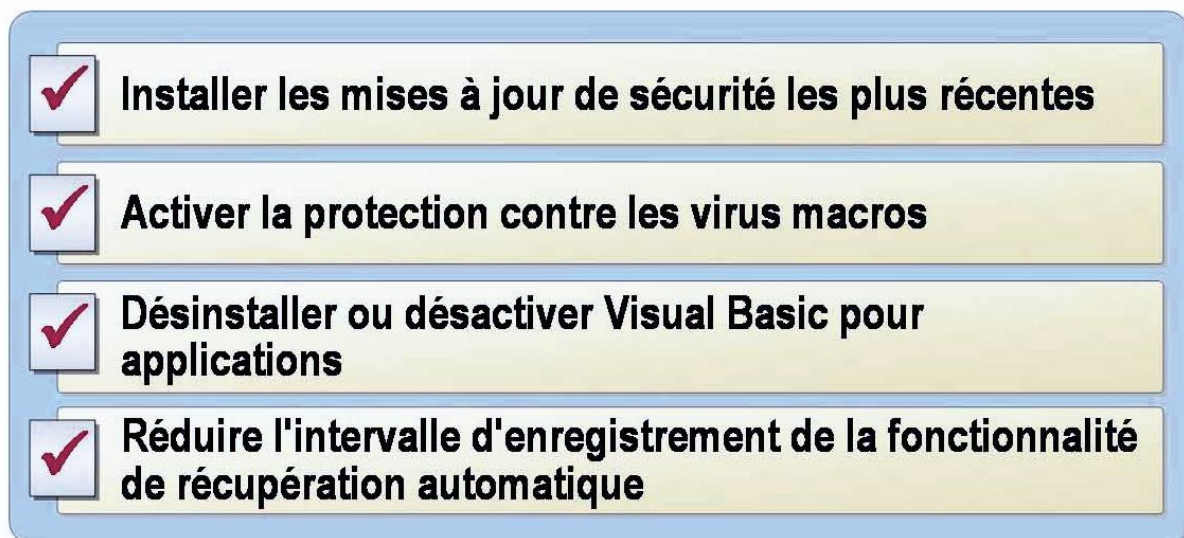 Installer les mises à jour de sécurité les plus récentes
Activer la protection contre les virus macros
Désinstaller ou désactiver Visual Basic pour
applications
Réduire l'intervalle d'enregistrement de la fonctionnalité
de récupération automatique